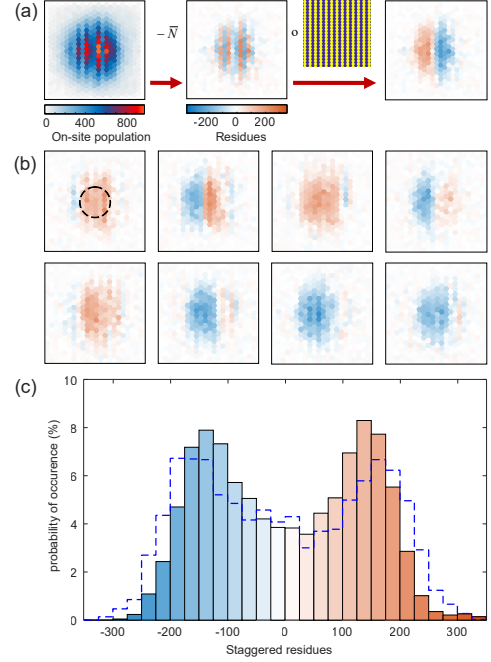 (a)
− N̅
o
0 400 800
On-site population
-200 0 200
Residues
(b)
(c)
10
8
6
4
2
0
probability of occurence (%)
-300 -200 -100 0 100 200 300
Staggered residues